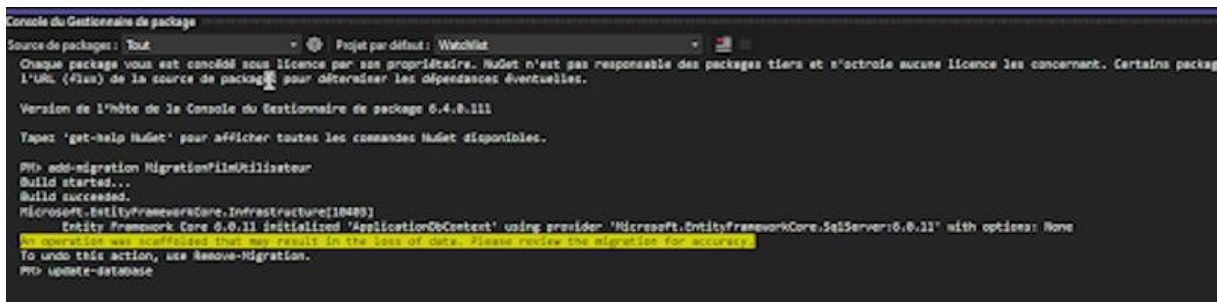 Console du Gestionnaire de package
Source de packages : Tout Projet par défaut : Watchlist
Chaque package vous est concédé sous licence par son propriétaire. NuGet n'est pas responsable des packages tiers et n'octroie aucune licence les concernant. Certains packag
l'URL (flux) de la source de packages pour déterminer les dépendances éventuelles.
Version de l'hôte de la Console du Gestionnaire de package 6.4.0.111
Tapez 'get-help NuGet' pour afficher toutes les commandes NuGet disponibles.
PM> add-migration MigrationFilmUtilisateur
Build started...
Build succeeded.
Microsoft.EntityFrameworkCore.Infrastructure[10403]
Entity Framework Core 6.0.11 initialized 'ApplicationDbContext' using provider 'Microsoft.EntityFrameworkCore.SqlServer:6.0.11' with options: None
An operation was scaffolded that may result in the loss of data. Please review the migration for accuracy.
To undo this action, use Remove-Migration.
PM> update-database